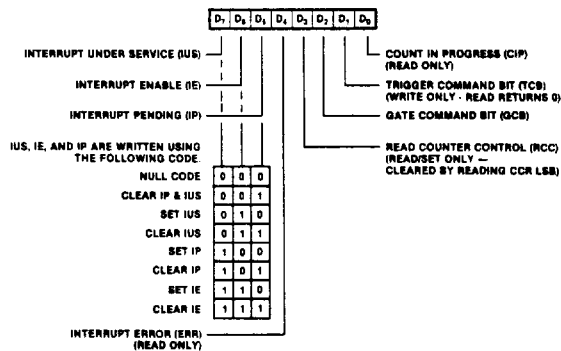 D7 D6 D5 D4 D3 D2 D1 D0
INTERRUPT UNDER SERVICE (IUS)
INTERRUPT ENABLE (IE)
INTERRUPT PENDING (IP)
IUS, IE, AND IP ARE WRITTEN USING
THE FOLLOWING CODE.
NULL CODE 0 0 0
CLEAR IP & IUS 0 0 1
SET IUS 0 1 0
CLEAR IUS 0 1 1
SET IP 1 0 0
CLEAR IP 1 0 1
SET IE 1 1 0
CLEAR IE 1 1 1
INTERRUPT ERROR (ERR)
(READ ONLY)
COUNT IN PROGRESS (CIP)
(READ ONLY)
TRIGGER COMMAND BIT (TCB)
(WRITE ONLY - READ RETURNS 0)
GATE COMMAND BIT (GCB)
READ COUNTER CONTROL (RCC)
(READ/SET ONLY —
CLEARED BY READING CCR LSB)